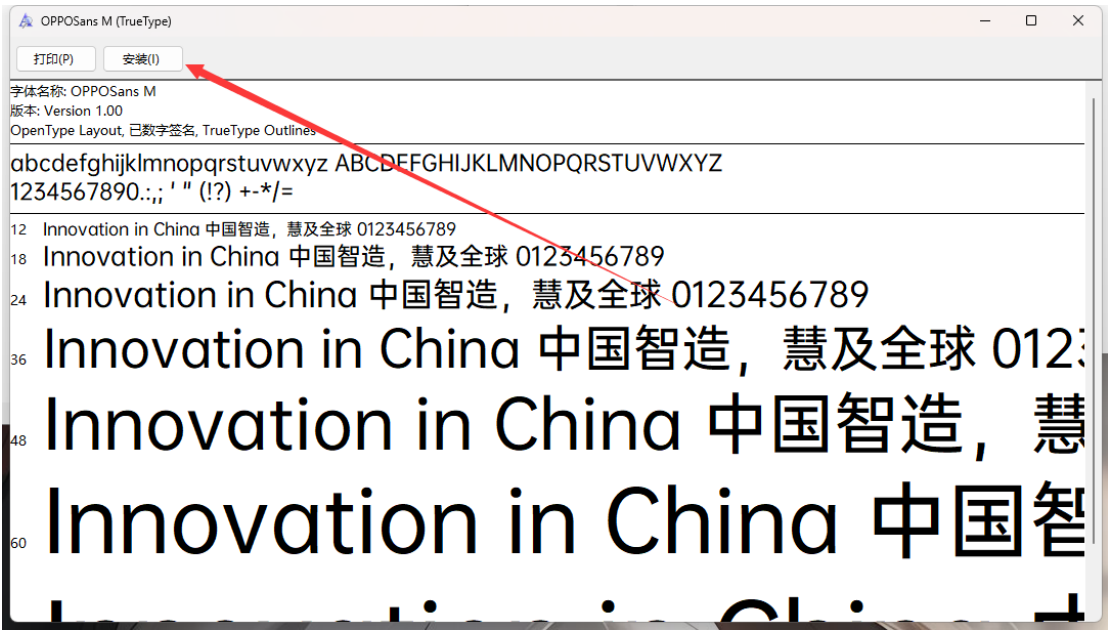 OPPOSans M (TrueType)
打印(P) 安装(I)
字体名称: OPPOSans M
版本: Version 1.00
OpenType Layout, 已数字签名, TrueType Outlines
abcdefghijklmnopqrstuvwxyz ABCDEFGHIJKLMNOPQRSTUVWXYZ
1234567890.:,; ' " (!?) +-*/=
12 Innovation in China 中国智造，慧及全球 0123456789
18 Innovation in China 中国智造，慧及全球 0123456789
24 Innovation in China 中国智造，慧及全球 0123456789
36 Innovation in China 中国智造，慧及全球 012
48 Innovation in China 中国智造，慧
60 Innovation in China 中国智